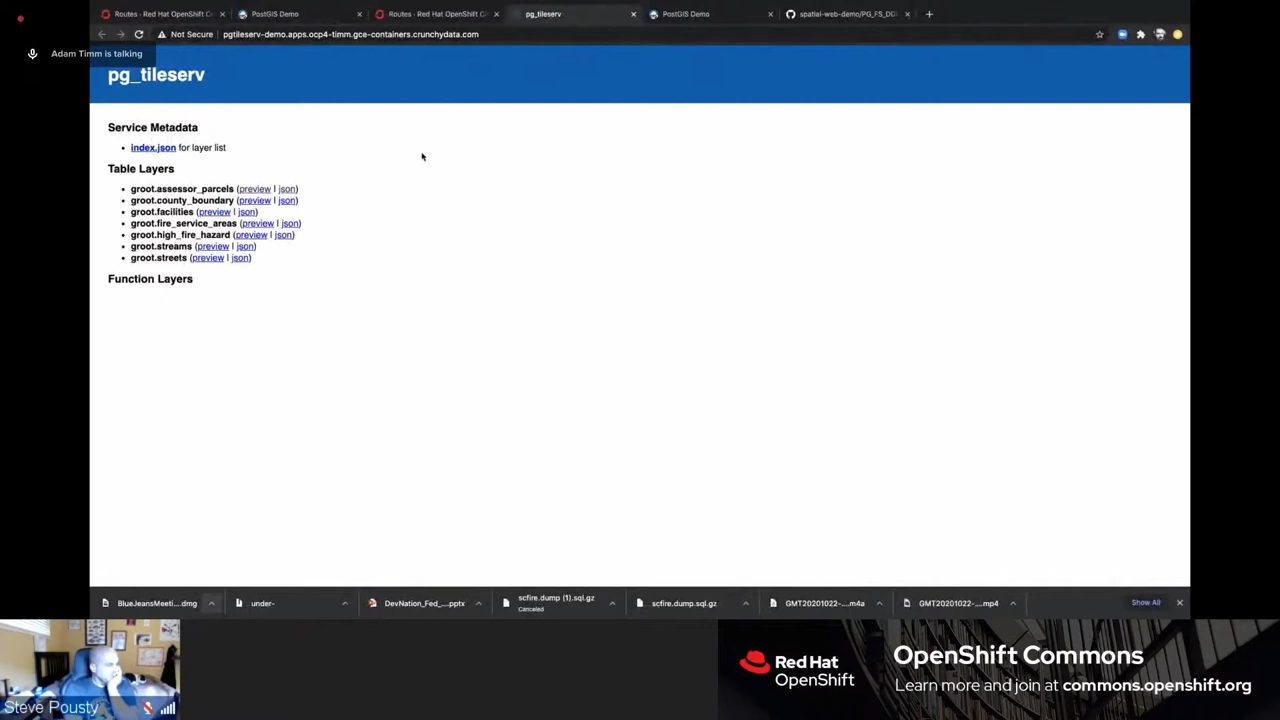 Routes · Red Hat OpenShift C
PostGIS Demo
Routes · Red Hat OpenShift C
pg_tileserv
PostGIS Demo
spatial-web-demo/PG_FS_D
Not Secure
pgtileserv-demo.apps.ocp4-timm.gce-containers.crunchydata.com
Adam Timm is talking
pg_tileserv
Service Metadata
• index.json for layer list
Table Layers
• groot.assessor_parcels (preview | json)
• groot.county_boundary (preview | json)
• groot.facilities (preview | json)
• groot.fire_service_areas (preview | json)
• groot.high_fire_hazard (preview | json)
• groot.streams (preview | json)
• groot.streets (preview | json)
Function Layers
BlueJeansMeeti....dmg
under-
DevNation_Fed_....pptx
scfire.dump (1).sql.gz
Canceled
scfire.dump.sql.gz
GMT20201022-....m4a
GMT20201022-....mp4
Show All
Steve Pousty
Red Hat
OpenShift
OpenShift Commons
Learn more and join at commons.openshift.org